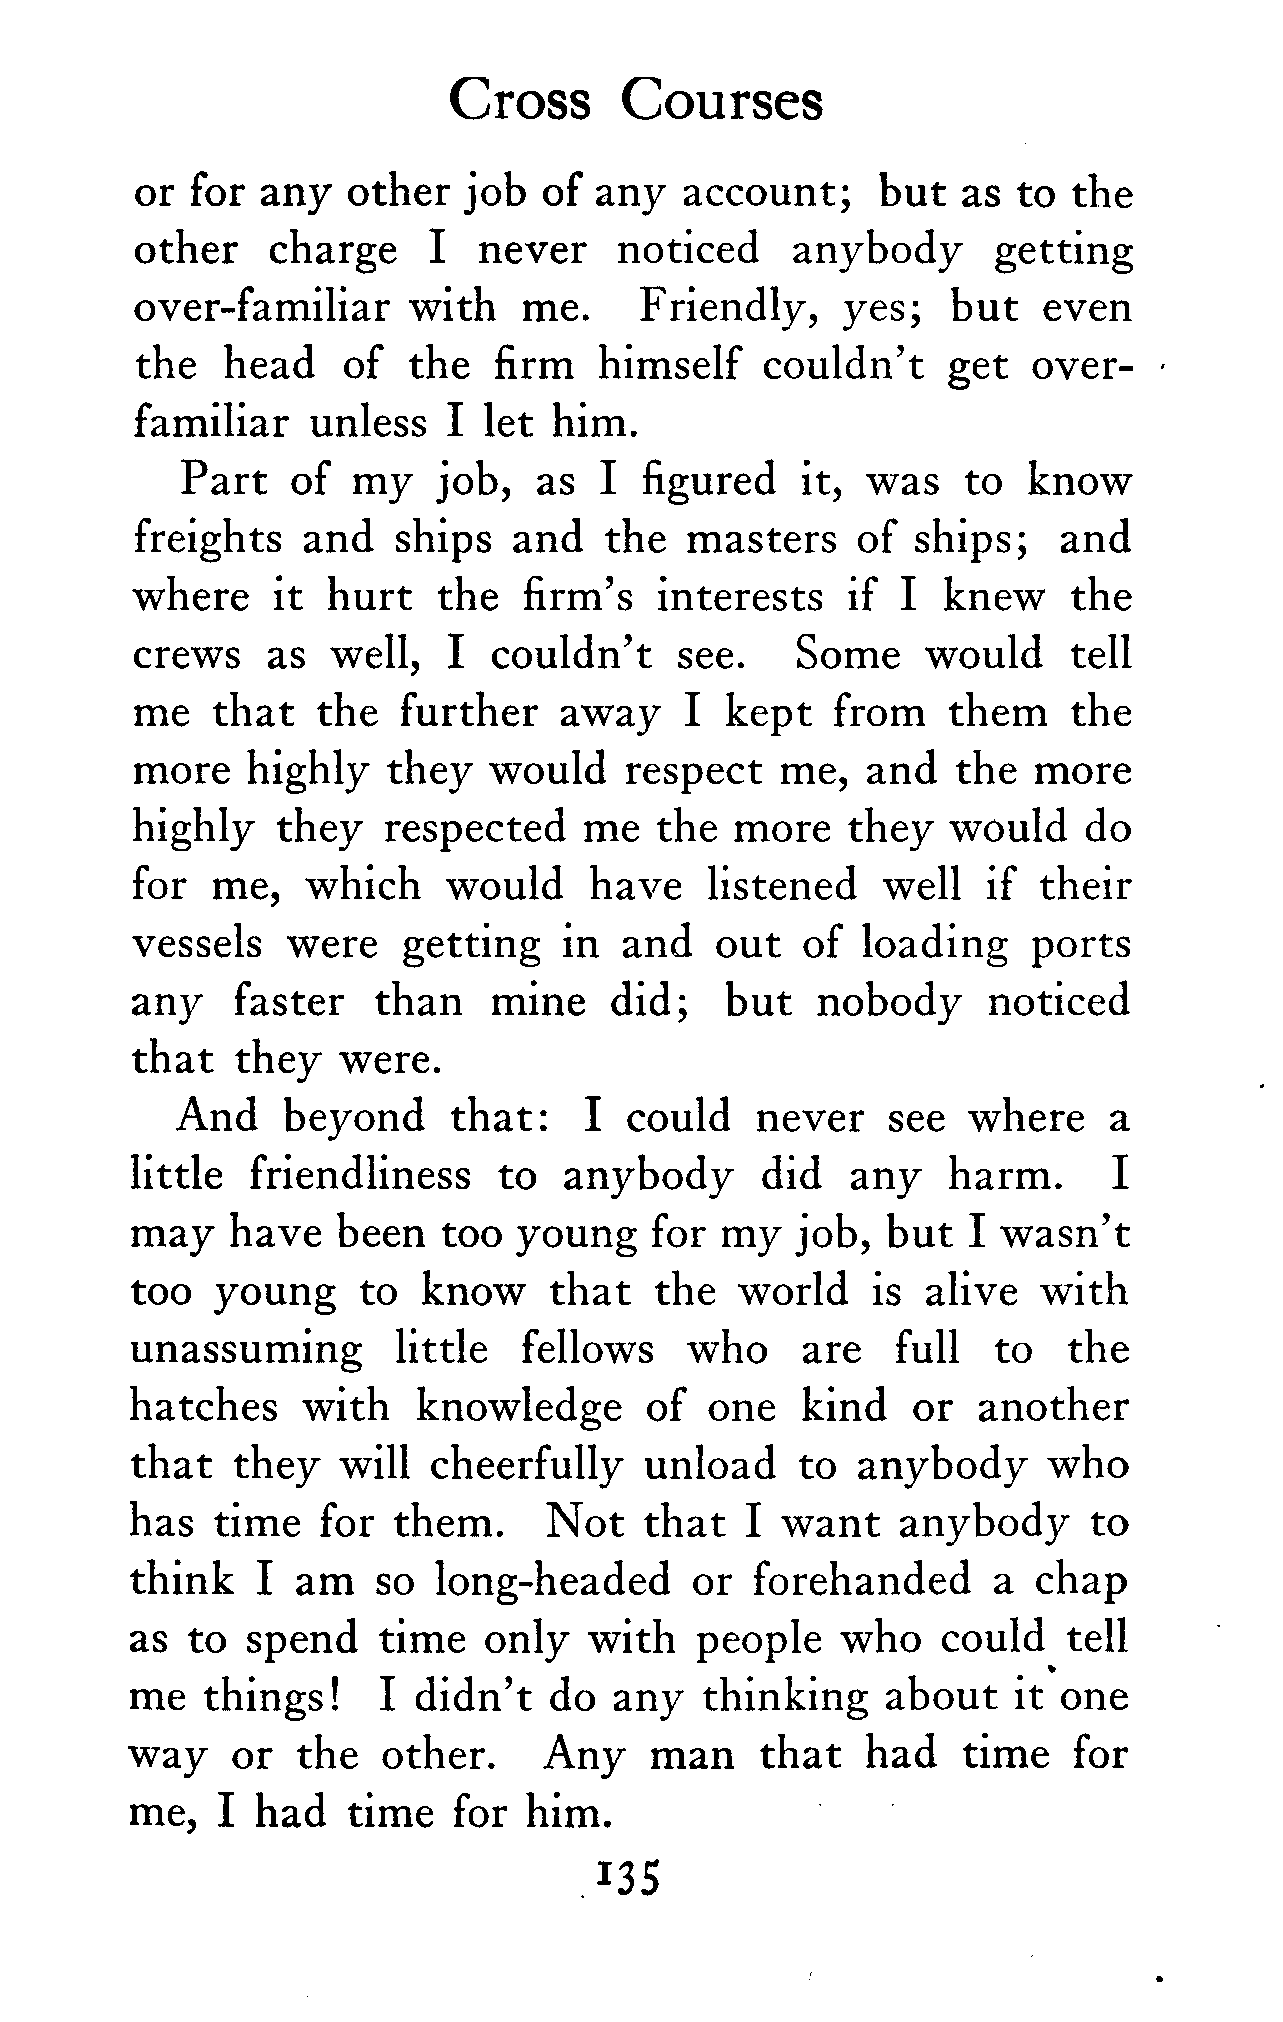 Cross Courses
or for any other job of any account; but as to the
other charge I never noticed anybody getting
over-familiar with me. Friendly, yes; but even
the head of the firm himself couldn't get over-
familiar unless I let him.
Part of my job, as I figured it, was to know
freights and ships and the masters of ships; and
where it hurt the firm's interests if I knew the
crews as well, I couldn't see. Some would tell
me that the further away I kept from them the
more highly they would respect me, and the more
highly they respected me the more they would do
for me, which would have listened well if their
vessels were getting in and out of loading ports
any faster than mine did; but nobody noticed
that they were.
And beyond that: I could never see where a
little friendliness to anybody did any harm. I
may have been too young for my job, but I wasn't
too young to know that the world is alive with
unassuming little fellows who are full to the
hatches with knowledge of one kind or another
that they will cheerfully unload to anybody who
has time for them. Not that I want anybody to
think I am so long-headed or forehanded a chap
as to spend time only with people who could tell
me things! I didn't do any thinking about it one
way or the other. Any man that had time for
me, I had time for him.
135